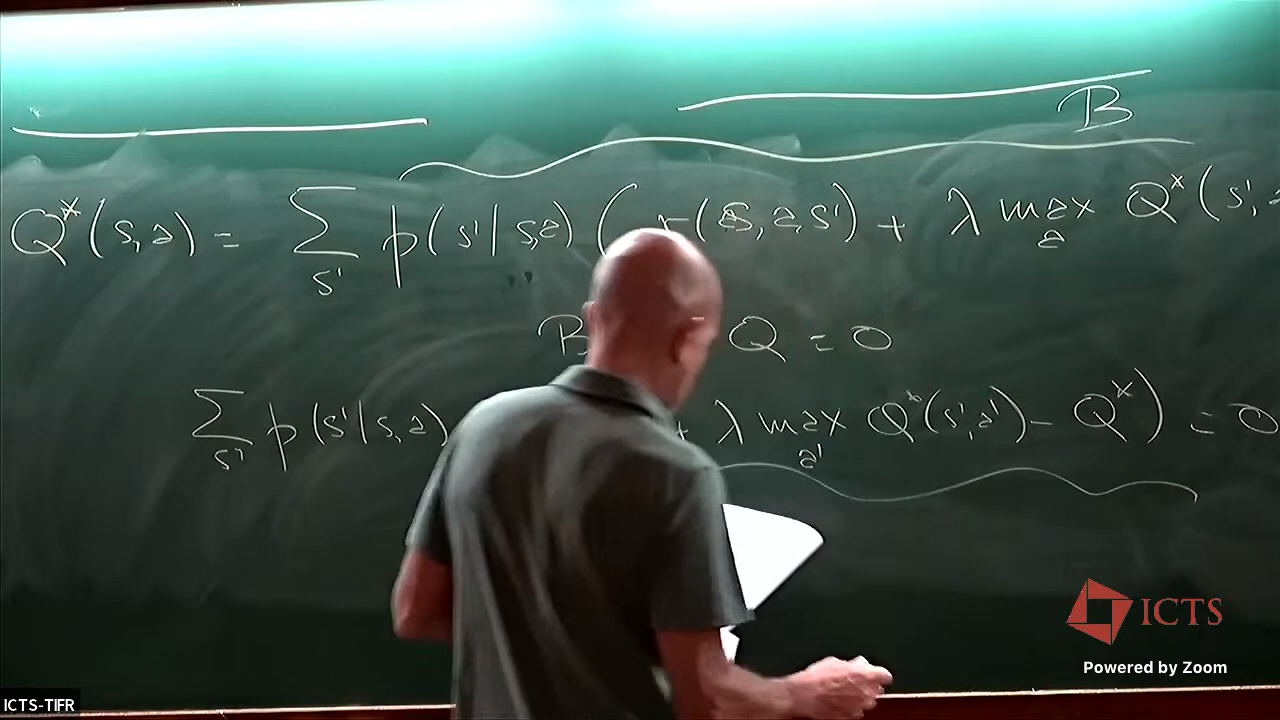 B
Q*(s,a) = Σ_{s'} p(s'|s,a) ( r(s,a,s') + λ max_a Q*(s',a
B Q = 0
Σ_{s'} p(s'|s,a) + λ max_{a'} Q*(s',a') - Q*) = 0
ICTS
Powered by Zoom
ICTS-TIFR